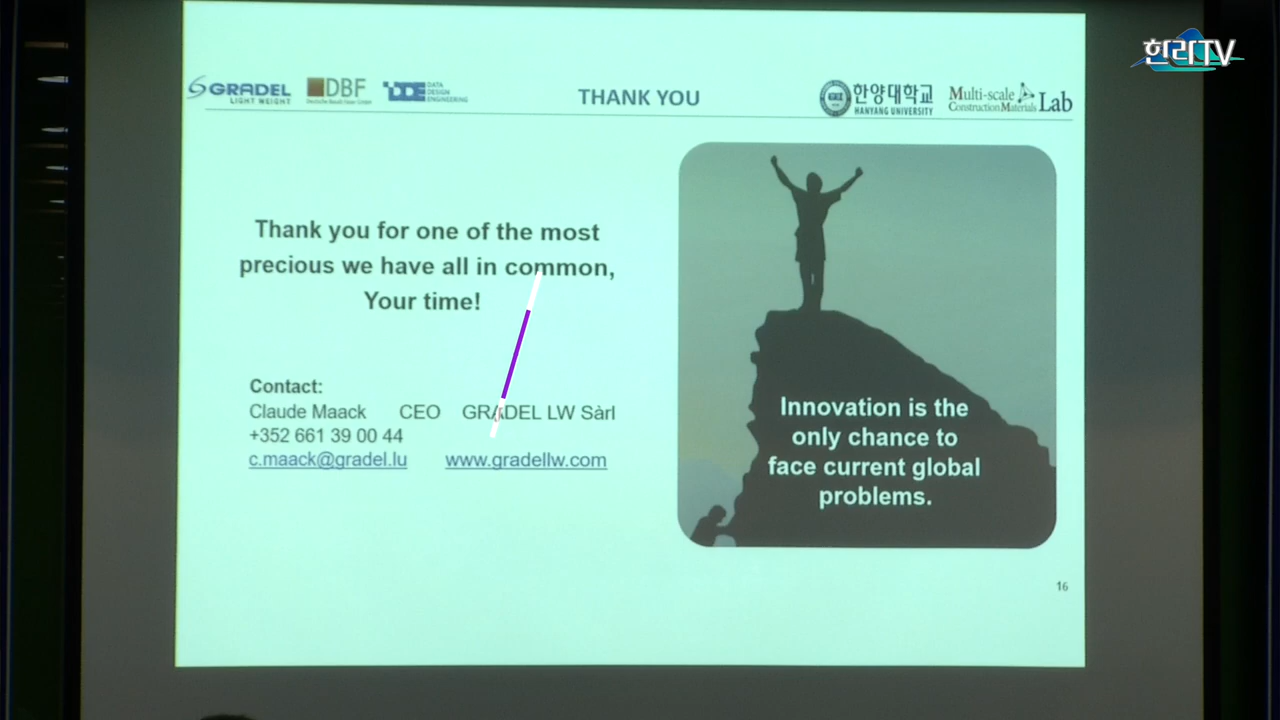 한라TV
GRADEL
LIGHT WEIGHT
DBF
DDE DATA DESIGN ENGINEERING
THANK YOU
한양대학교
HANYANG UNIVERSITY
Multi-scale
Construction Materials Lab
Thank you for one of the most
precious we have all in common,
Your time!
Contact:
Claude Maack CEO GRADEL LW Sàrl
+352 661 39 00 44
c.maack@gradel.lu www.gradellw.com
Innovation is the
only chance to
face current global
problems.
16